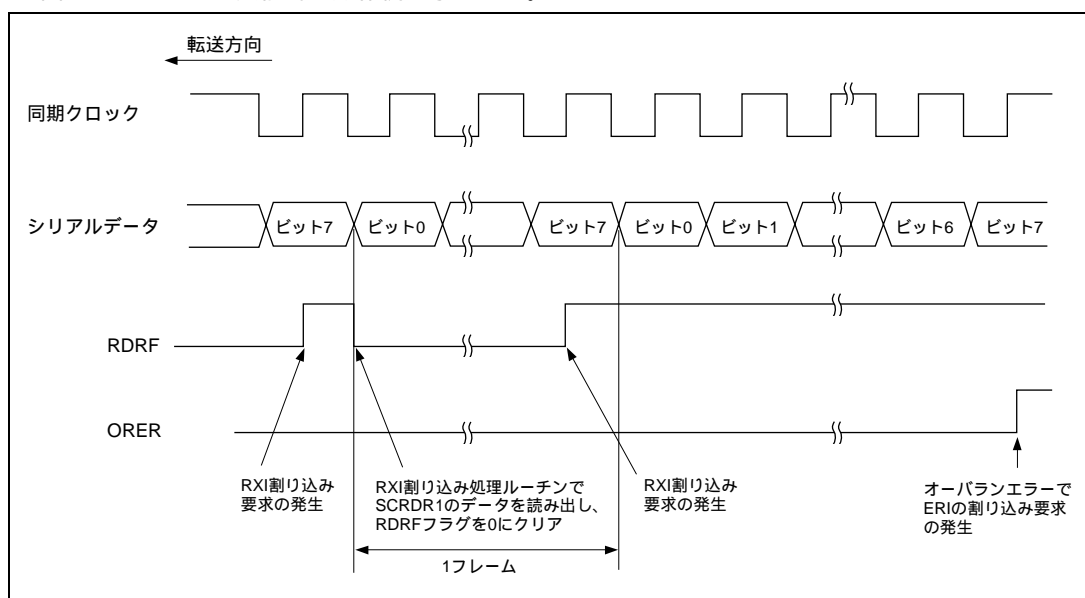 転送方向
同期クロック
シリアルデータ
ビット7
ビット0
ビット7
ビット0
ビット1
ビット6
ビット7
RDRF
ORER
RXI割り込み
要求の発生
RXI割り込み処理ルーチンで
SCRDR1のデータを読み出し、
RDRFフラグを0にクリア
RXI割り込み
要求の発生
オーバランエラーで
ERIの割り込み要求
の発生
1フレーム